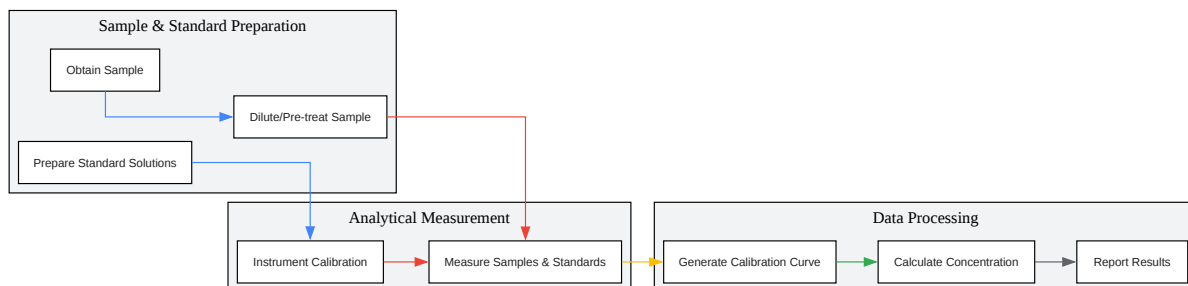 Sample & Standard Preparation
Obtain Sample
Dilute/Pre-treat Sample
Prepare Standard Solutions
Analytical Measurement
Instrument Calibration
Measure Samples & Standards
Data Processing
Generate Calibration Curve
Calculate Concentration
Report Results